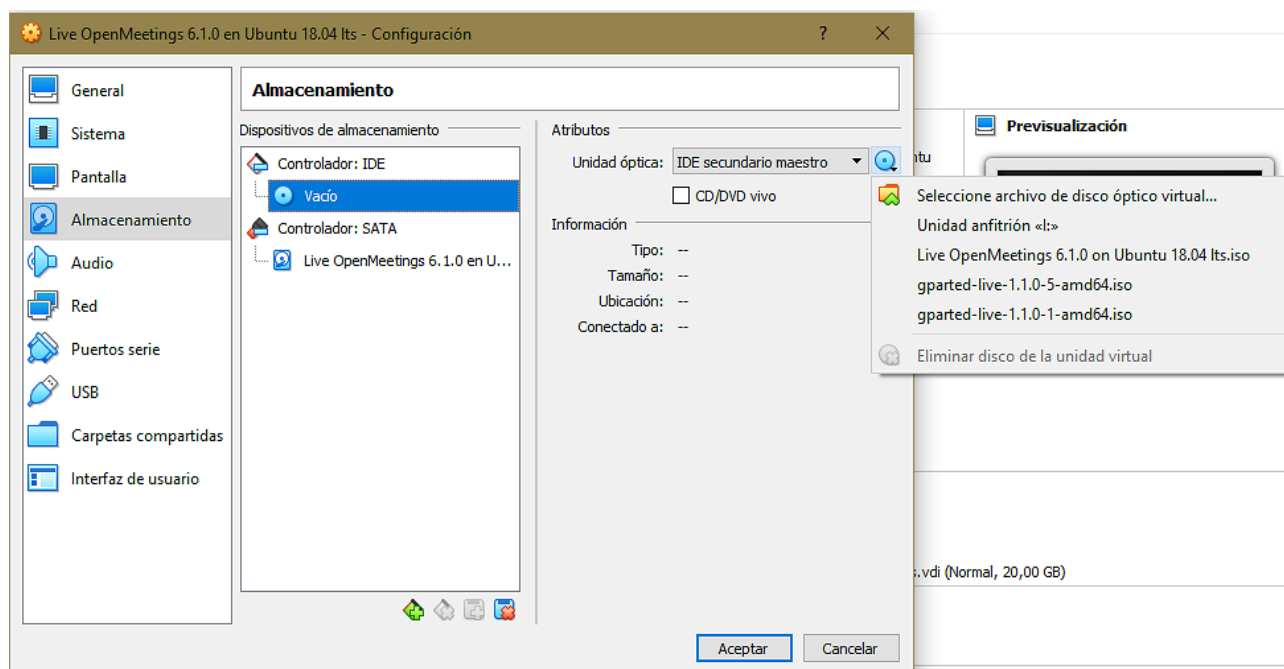 Live OpenMeetings 6.1.0 en Ubuntu 18.04 lts - Configuración
?
General
Sistema
Pantalla
Almacenamiento
Audio
Red
Puertos serie
USB
Carpetas compartidas
Interfaz de usuario
Almacenamiento
Dispositivos de almacenamiento
Controlador: IDE
Vacío
Controlador: SATA
Live OpenMeetings 6.1.0 en U...
Atributos
Unidad óptica: IDE secundario maestro
CD/DVD vivo
Información
Tipo: --
Tamaño: --
Ubicación: --
Conectado a: --
Aceptar
Cancelar
Previsualización
Seleccione archivo de disco óptico virtual...
Unidad anfitrión «I:»
Live OpenMeetings 6.1.0 on Ubuntu 18.04 lts.iso
gparted-live-1.1.0-5-amd64.iso
gparted-live-1.1.0-1-amd64.iso
Eliminar disco de la unidad virtual
.vdi (Normal, 20,00 GB)